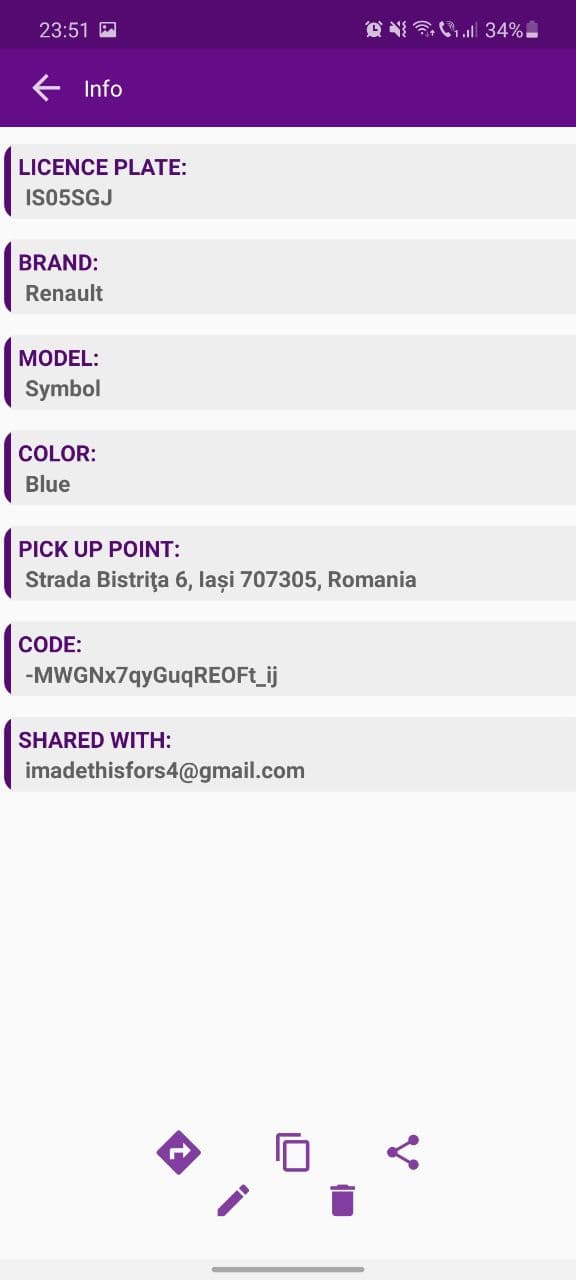 23:51 34%
Info
LICENCE PLATE:
IS05SGJ
BRAND:
Renault
MODEL:
Symbol
COLOR:
Blue
PICK UP POINT:
Strada Bistriţa 6, Iași 707305, Romania
CODE:
-MWGNx7qyGuqREOFt_ij
SHARED WITH:
imadethisfors4@gmail.com